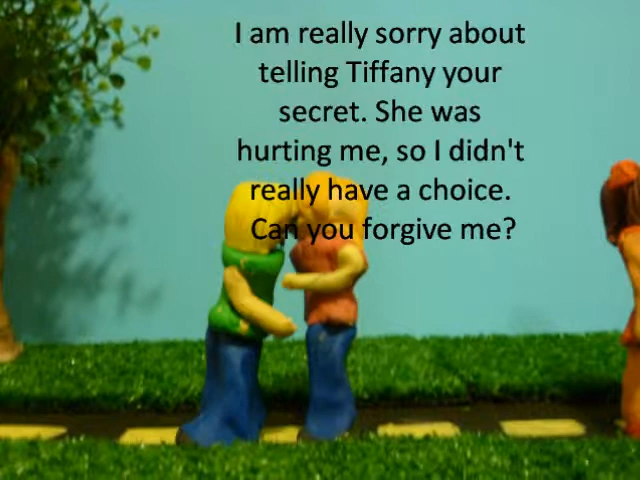 I am really sorry about
telling Tiffany your
secret. She was
hurting me, so I didn't
really have a choice.
Can you forgive me?